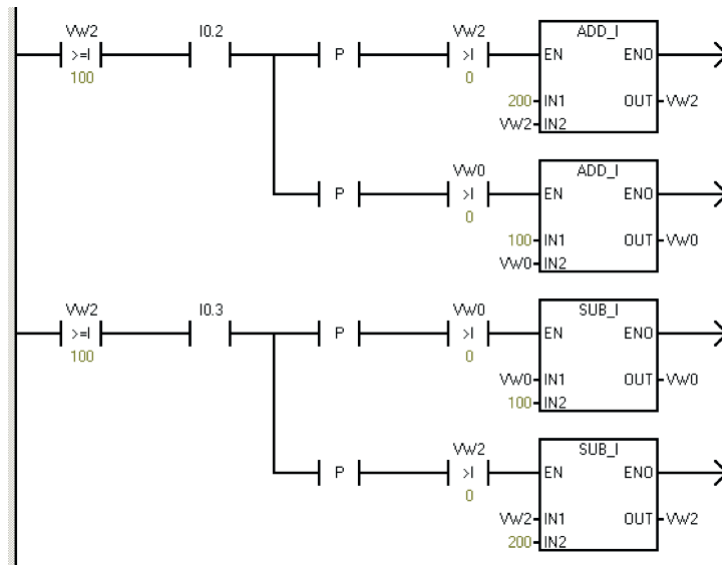 VW2 I0.2 VW2 ADD_I
>=I P >I EN ENO
100 0
200 IN1 OUT VW2
VW2 IN2
VW0 ADD_I
P >I EN ENO
0
100 IN1 OUT VW0
VW0 IN2
VW2 I0.3 VW0 SUB_I
>=I P >I EN ENO
100 0
VW0 IN1 OUT VW0
100 IN2
VW2 SUB_I
P >I EN ENO
0
VW2 IN1 OUT VW2
200 IN2